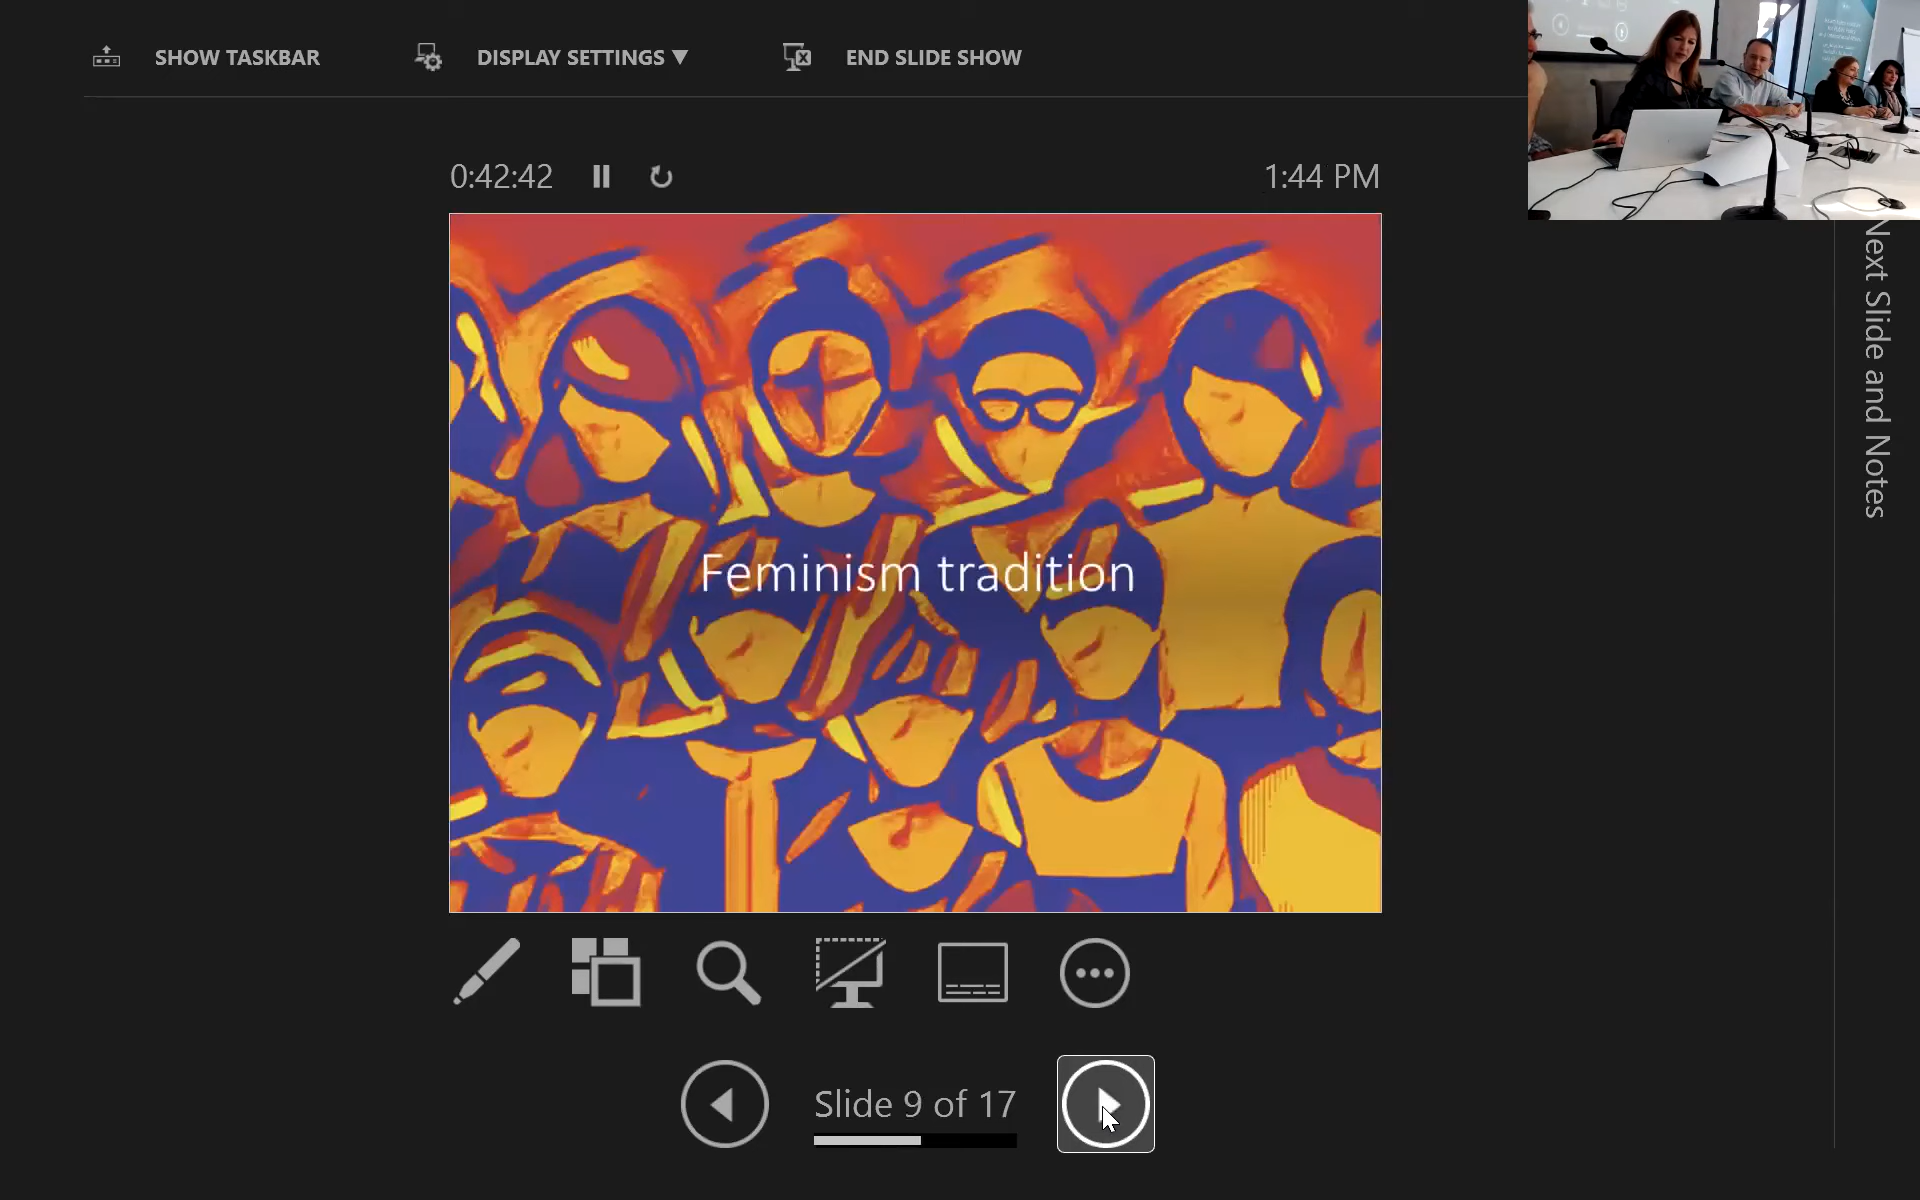 SHOW TASKBAR
DISPLAY SETTINGS ▼
END SLIDE SHOW
0:42:42
1:44 PM
Feminism tradition
Next Slide and Notes
Slide 9 of 17